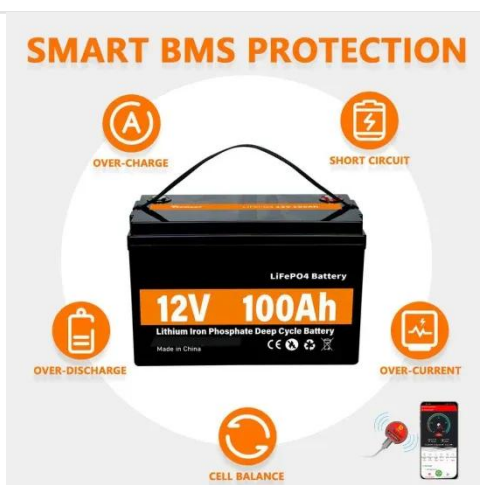 SMART BMS PROTECTION
A
OVER-CHARGE
SHORT CIRCUIT
LiFePO4 Battery
12V 100Ah
Lithium Iron Phosphate Deep Cycle Battery
Made in China
CE
OVER-DISCHARGE
OVER-CURRENT
CELL BALANCE